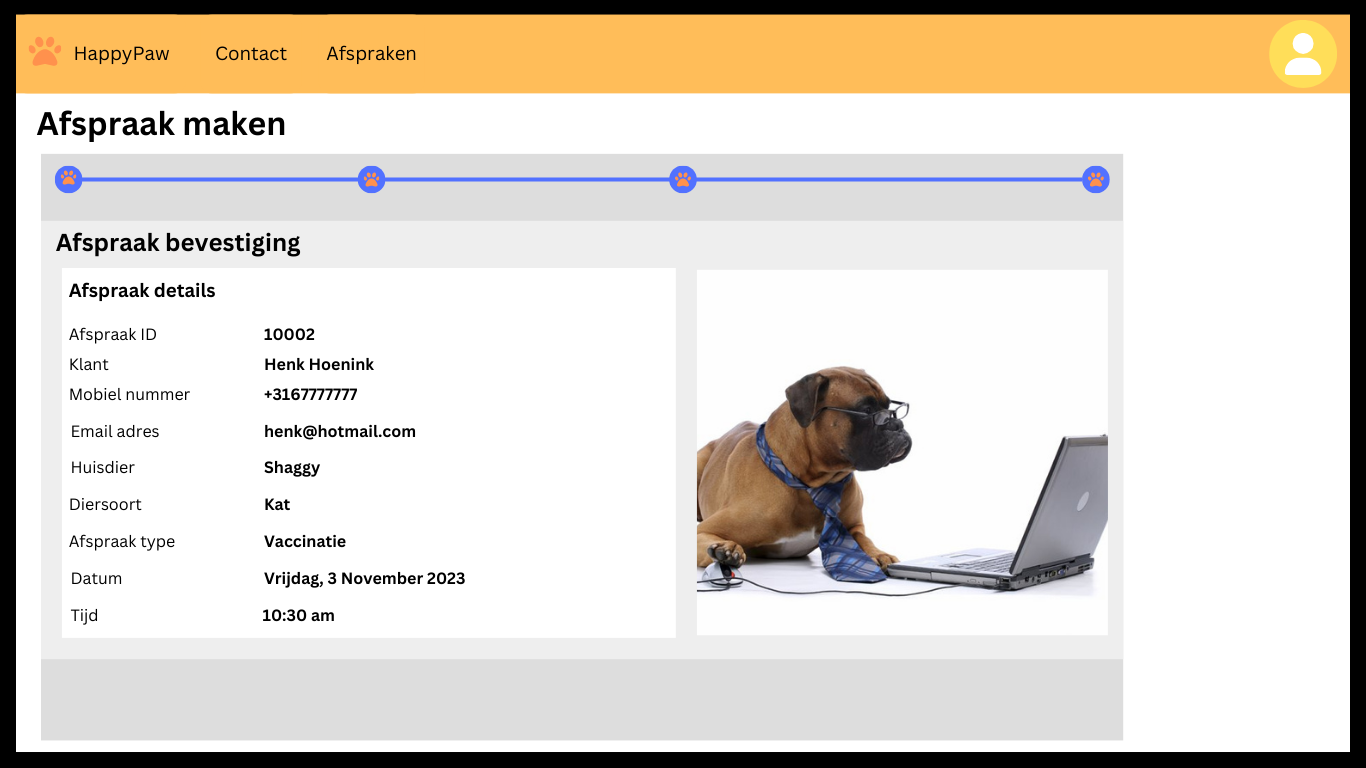 HappyPaw Contact Afspraken
Afspraak maken
Afspraak bevestiging
Afspraak details
Afspraak ID 10002
Klant Henk Hoenink
Mobiel nummer +3167777777
Email adres henk@hotmail.com
Huisdier Shaggy
Diersoort Kat
Afspraak type Vaccinatie
Datum Vrijdag, 3 November 2023
Tijd 10:30 am